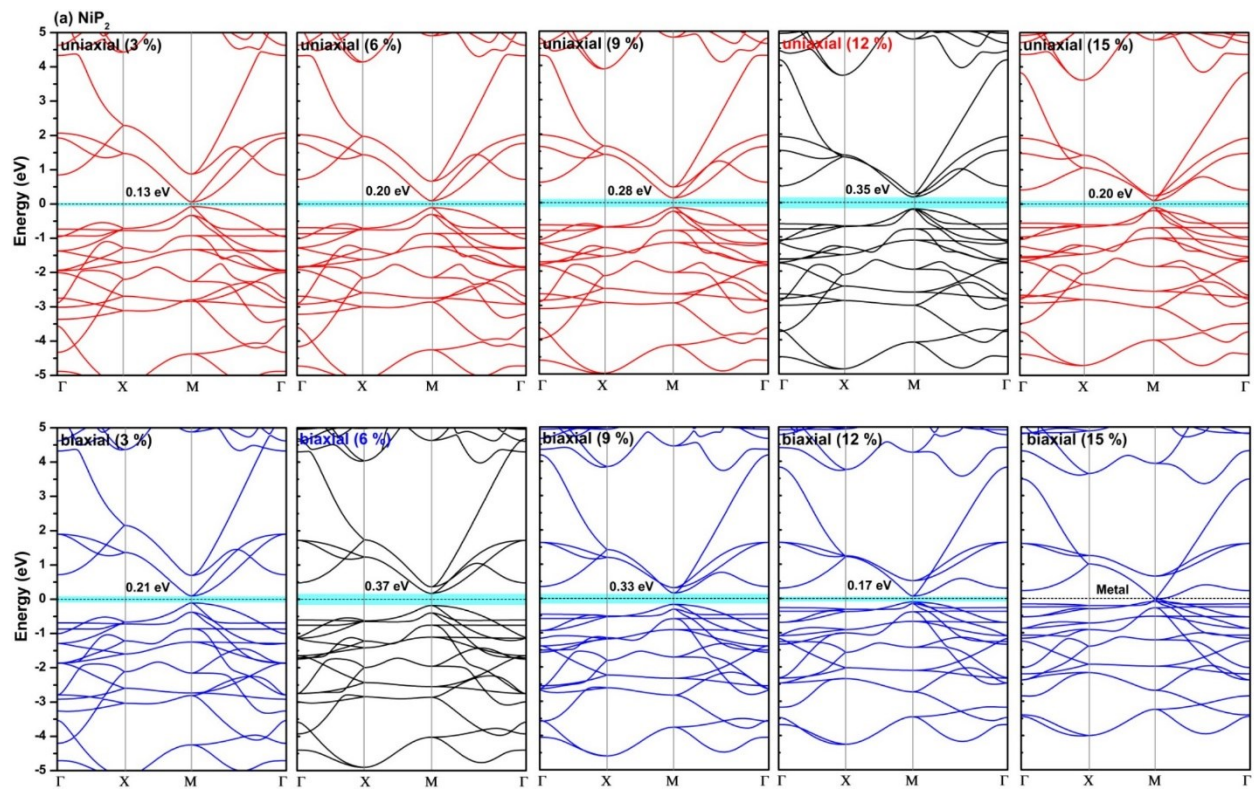 (a) NiP2
uniaxial (3 %)
uniaxial (6 %)
uniaxial (9 %)
uniaxial (12 %)
uniaxial (15 %)
5
4
3
2
1
0
-1
-2
-3
-4
-5
Energy (eV)
0.13 eV
0.20 eV
0.28 eV
0.35 eV
0.20 eV
Γ X M Γ
Γ X M Γ
Γ X M Γ
Γ X M Γ
Γ X M Γ
biaxial (3 %)
biaxial (6 %)
biaxial (9 %)
biaxial (12 %)
biaxial (15 %)
5
4
3
2
1
0
-1
-2
-3
-4
-5
Energy (eV)
0.21 eV
0.37 eV
0.33 eV
0.17 eV
Metal
Γ X M Γ
Γ X M Γ
Γ X M Γ
Γ X M Γ
Γ X M Γ